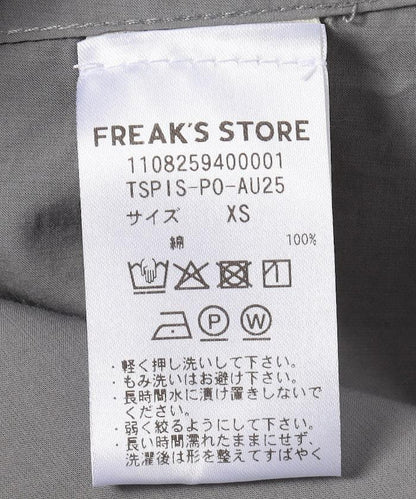 FREAK'S STORE
1108259400001
TSPIS-PO-AU25
サイズ XS
綿 100%
P W
・軽く押し洗いして下さい。
・もみ洗いはお避け下さい。
・長時間水に漬け置きしないで
ください。
・弱く絞るようにして下さい。
・長い時間濡れたままにせず、
洗濯後は形を整えてすばやく